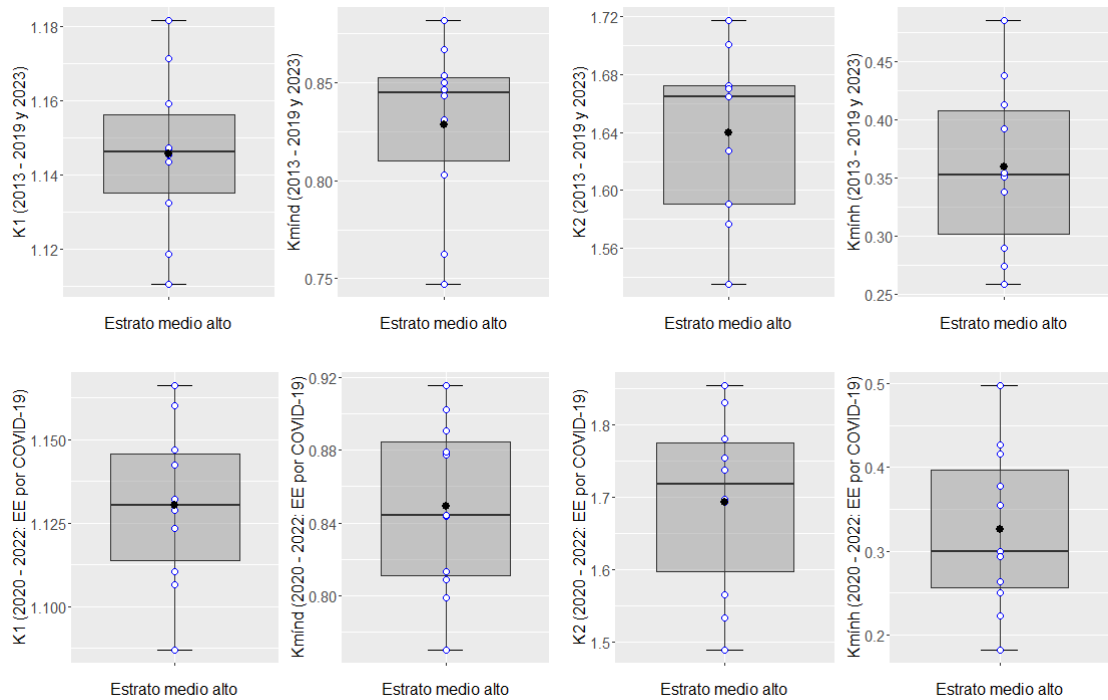 K1 (2013 - 2019 y 2023)
1.18
1.16
1.14
1.12
Estrato medio alto
Kmínd (2013 - 2019 y 2023)
0.85
0.80
0.75
Estrato medio alto
K2 (2013 - 2019 y 2023)
1.72
1.68
1.64
1.60
1.56
Estrato medio alto
Kmính (2013 - 2019 y 2023)
0.45
0.40
0.35
0.30
0.25
Estrato medio alto
K1 (2020 - 2022: EE por COVID-19)
1.150
1.125
1.100
Estrato medio alto
Kmínd (2020 - 2022: EE por COVID-19)
0.92
0.88
0.84
0.80
Estrato medio alto
K2 (2020 - 2022: EE por COVID-19)
1.8
1.7
1.6
1.5
Estrato medio alto
Kmính (2020 - 2022: EE por COVID-19)
0.5
0.4
0.3
0.2
Estrato medio alto